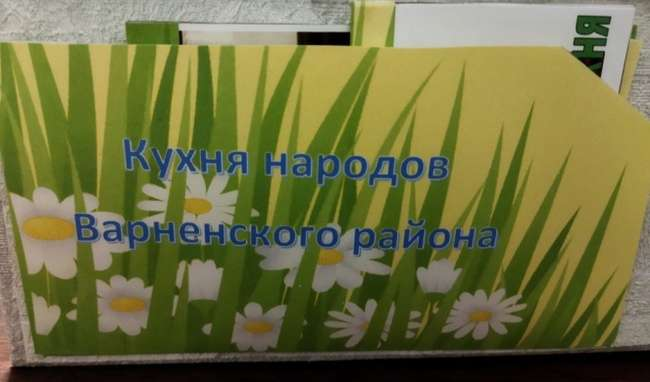 Кухня народов
Варненского района